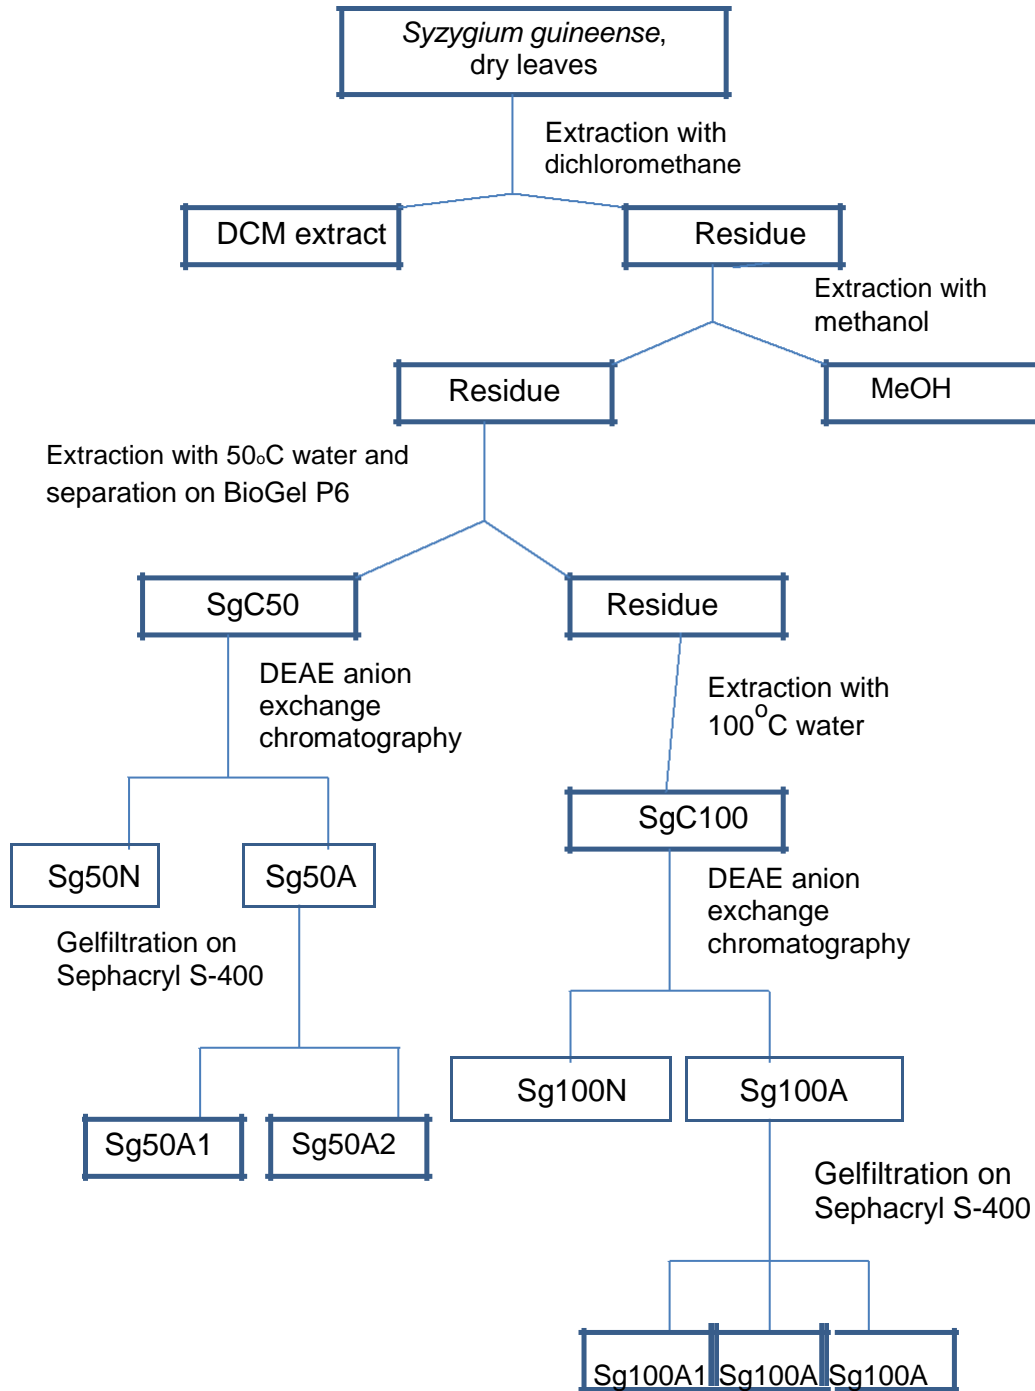 Syzygium guineense,
dry leaves
Extraction with
dichloromethane
DCM extract
Residue
Extraction with
methanol
Residue
MeOH
Extraction with 50oC water and
separation on BioGel P6
SgC50
Residue
DEAE anion
exchange
chromatography
Extraction with
100°C water
SgC100
Sg50N
Sg50A
DEAE anion
exchange
chromatography
Gelfiltration on
Sephacryl S-400
Sg100N
Sg100A
Sg50A1
Sg50A2
Gelfiltration on
Sephacryl S-400
Sg100A1
Sg100A
Sg100A